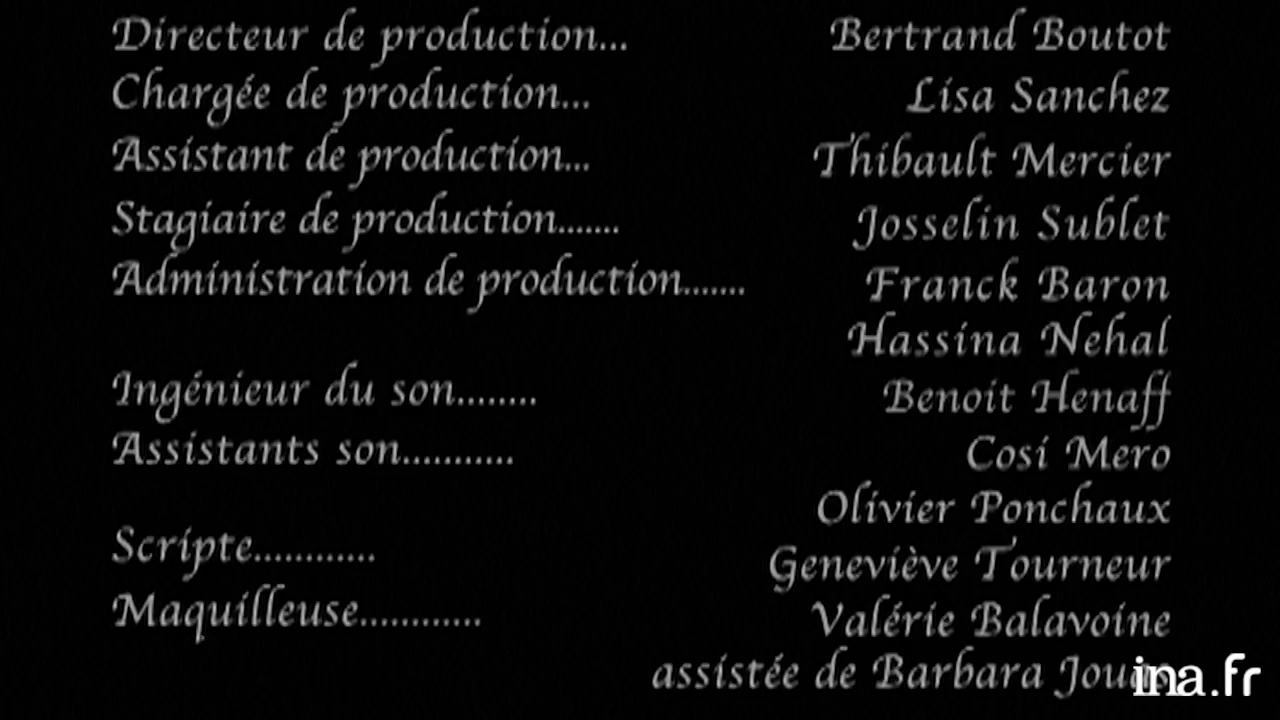 Directeur de production... Bertrand Boutot
Chargée de production... Lisa Sanchez
Assistant de production... Thibault Mercier
Stagiaire de production....... Josselin Sublet
Administration de production....... Franck Baron
Hassina Nehal
Ingénieur du son........ Benoit Henaff
Assistants son........... Cosi Mero
Olivier Ponchaux
Scripte............ Geneviève Tourneur
Maquilleuse............ Valérie Balavoine
assistée de Barbara
ina.fr